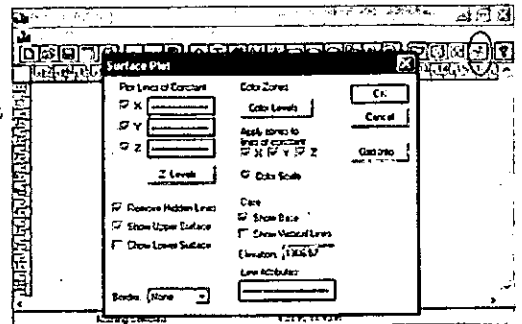 Surface Plot
Plot Lines of Constant
X
Y
Z
Z Levels
Remove Hidden Lines
Show Upper Surface
Show Lower Surface
Border: None
Color Zones
Color Levels
Apply zones to
lines of constant
X Y Z
Color Scale
Base
Show Base
Show Vertical Lines
Elevation:
Line Attributes:
OK
Cancel
Grid Info